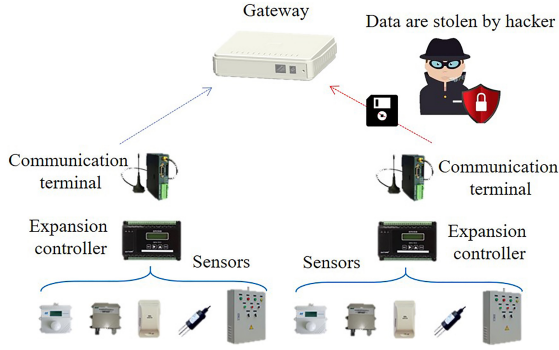 Gateway
Data are stolen by hacker
Communication
terminal
Communication
terminal
Expansion
controller
Expansion
controller
Sensors
Sensors